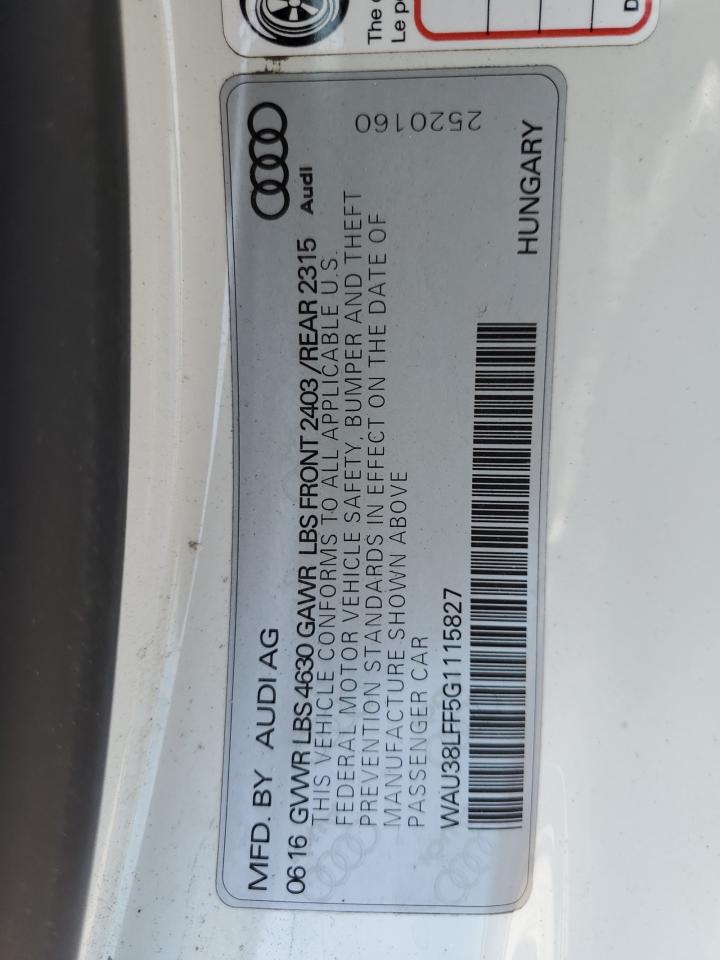 The
Le
D
Audi
2520160
MFD. BY AUDI AG
06 16 GVWR LBS 4630 GAWR LBS FRONT 2403 /REAR 2315
THIS VEHICLE CONFORMS TO ALL APPLICABLE U.S.
FEDERAL MOTOR VEHICLE SAFETY, BUMPER AND THEFT
PREVENTION STANDARDS IN EFFECT ON THE DATE OF
MANUFACTURE SHOWN ABOVE
PASSENGER CAR
WAU38LFF5G1115827
HUNGARY